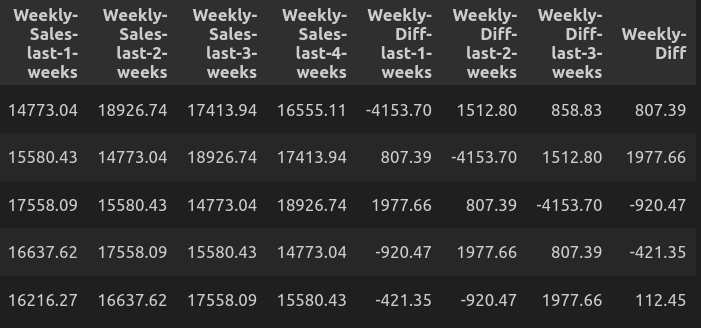 Weekly- Weekly- Weekly- Weekly- Weekly- Weekly- Weekly-
Sales- Sales- Sales- Sales- Diff- Diff- Diff- Weekly-
last-1- last-2- last-3- last-4- last-1- last-2- last-3- Diff
weeks weeks weeks weeks weeks weeks weeks
14773.04 18926.74 17413.94 16555.11 -4153.70 1512.80 858.83 807.39
15580.43 14773.04 18926.74 17413.94 807.39 -4153.70 1512.80 1977.66
17558.09 15580.43 14773.04 18926.74 1977.66 807.39 -4153.70 -920.47
16637.62 17558.09 15580.43 14773.04 -920.47 1977.66 807.39 -421.35
16216.27 16637.62 17558.09 15580.43 -421.35 -920.47 1977.66 112.45